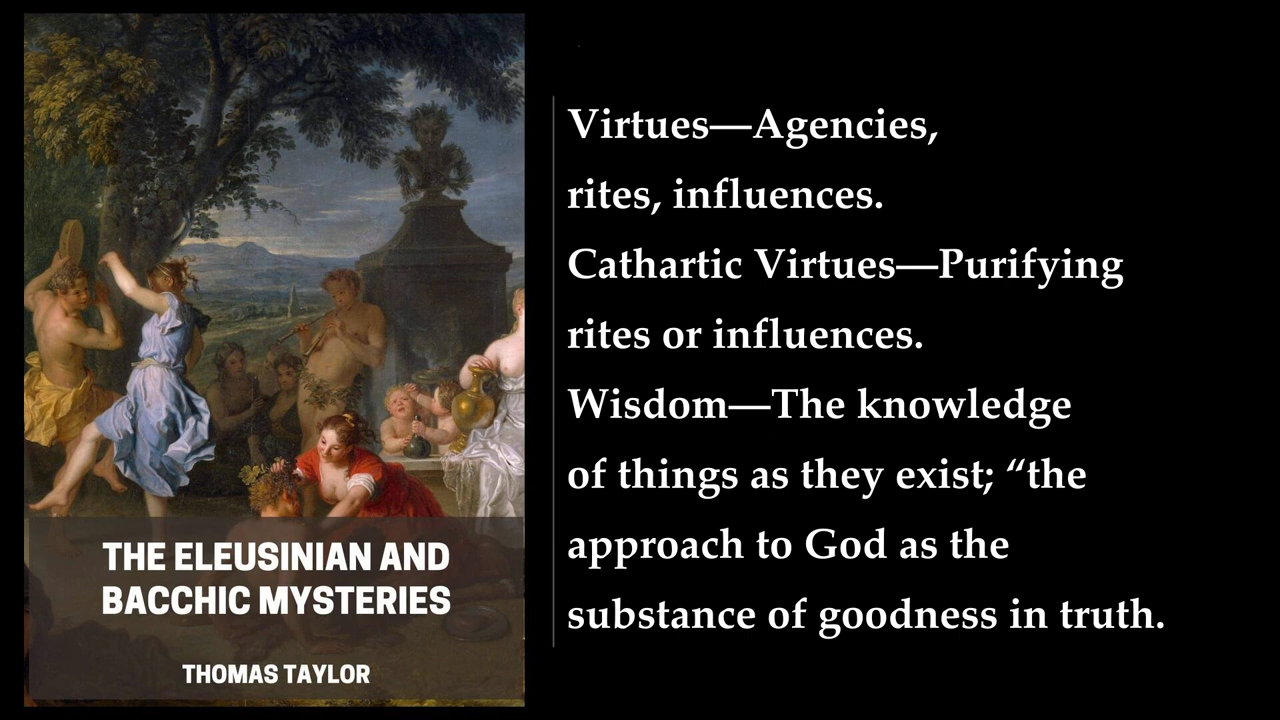 THE ELEUSINIAN AND
BACCHIC MYSTERIES
THOMAS TAYLOR
Virtues—Agencies,
rites, influences.
Cathartic Virtues—Purifying
rites or influences.
Wisdom—The knowledge
of things as they exist; “the
approach to God as the
substance of goodness in truth.